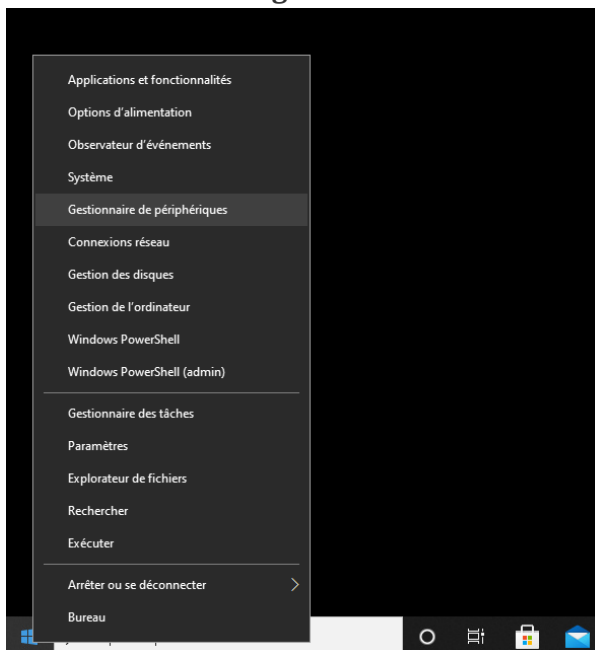 Applications et fonctionnalités
Options d'alimentation
Observateur d'événements
Système
Gestionnaire de périphériques
Connexions réseau
Gestion des disques
Gestion de l'ordinateur
Windows PowerShell
Windows PowerShell (admin)
Gestionnaire des tâches
Paramètres
Explorateur de fichiers
Rechercher
Exécuter
Arrêter ou se déconnecter
Bureau